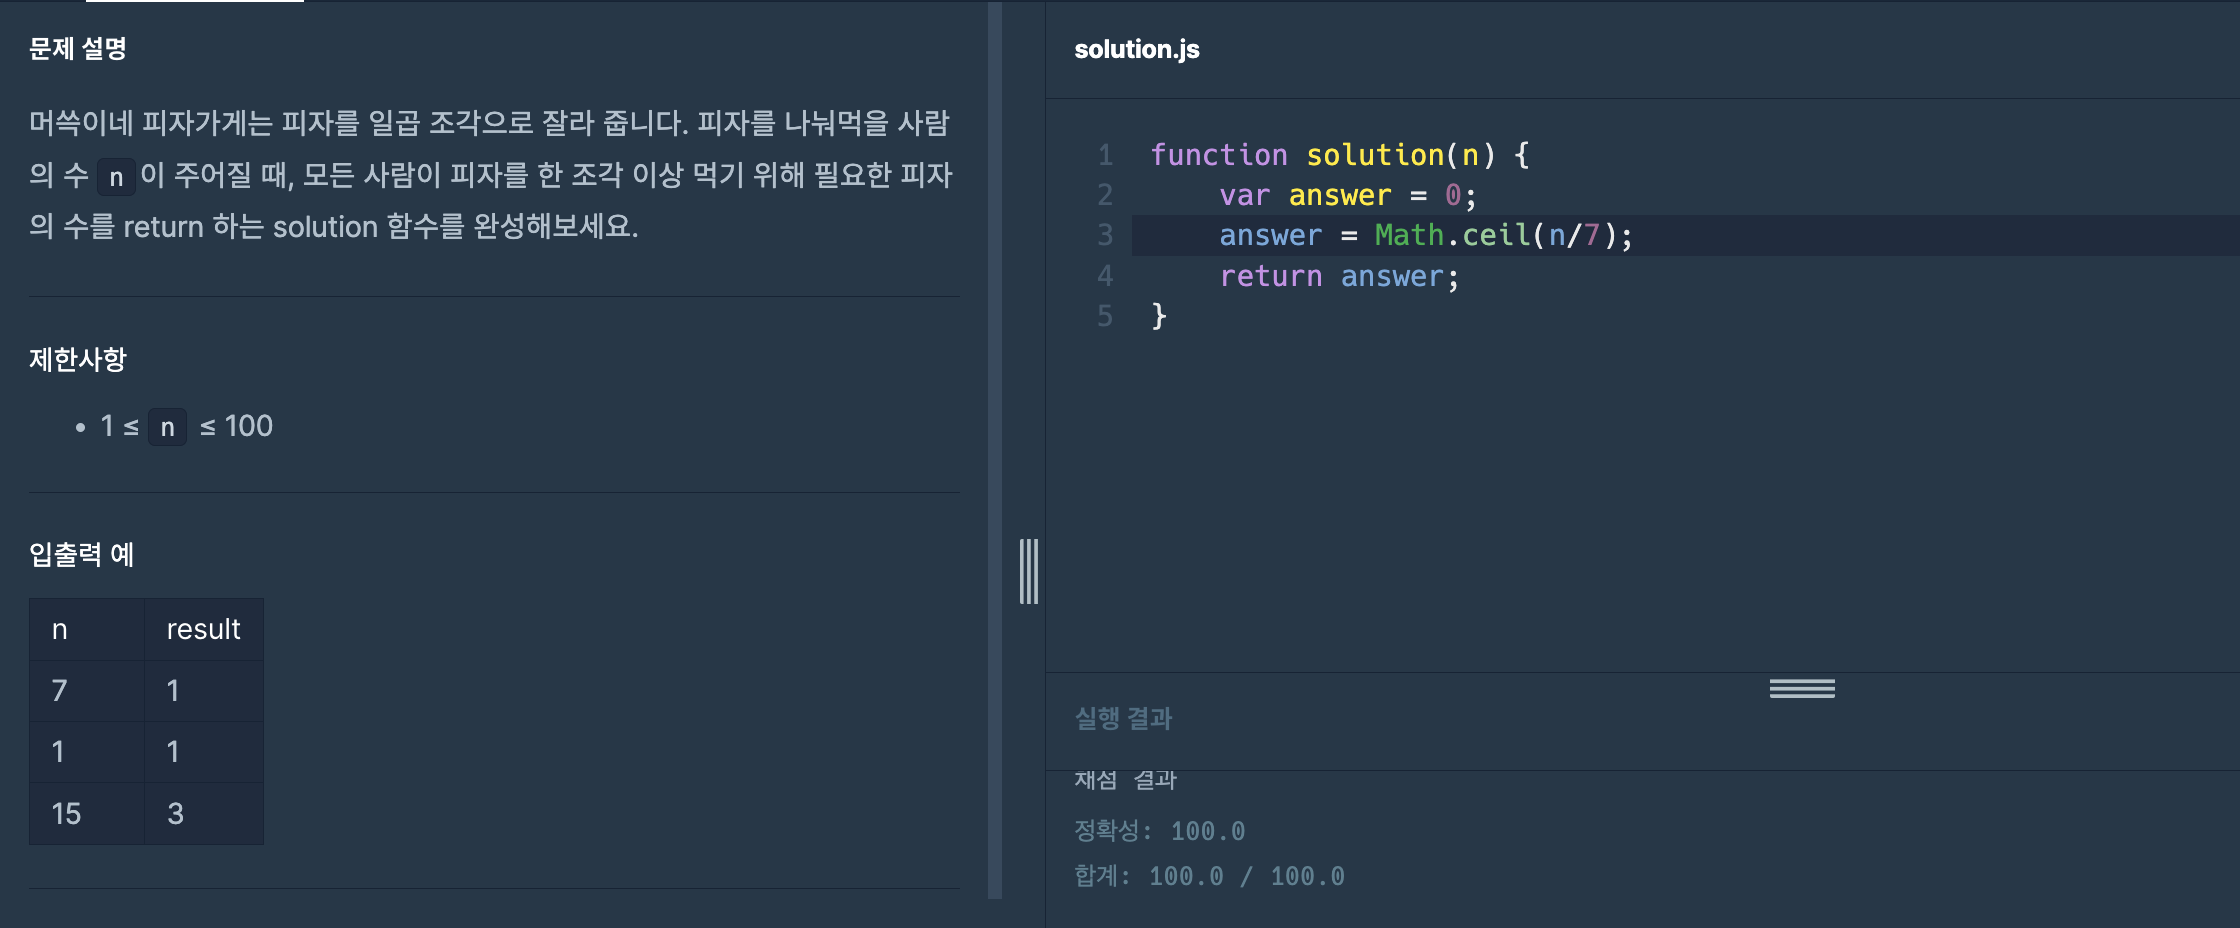 문제 설명
머쓱이네 피자가게는 피자를 일곱 조각으로 잘라 줍니다. 피자를 나눠먹을 사람
의 수 n 이 주어질 때, 모든 사람이 피자를 한 조각 이상 먹기 위해 필요한 피자
의 수를 return 하는 solution 함수를 완성해보세요.
제한사항
• 1 ≤ n ≤ 100
입출력 예
n result
7 1
1 1
15 3
solution.js
1 function solution(n) {
2     var answer = 0;
3     answer = Math.ceil(n/7);
4     return answer;
5 }
실행 결과
채점 결과
정확성: 100.0
합계: 100.0 / 100.0